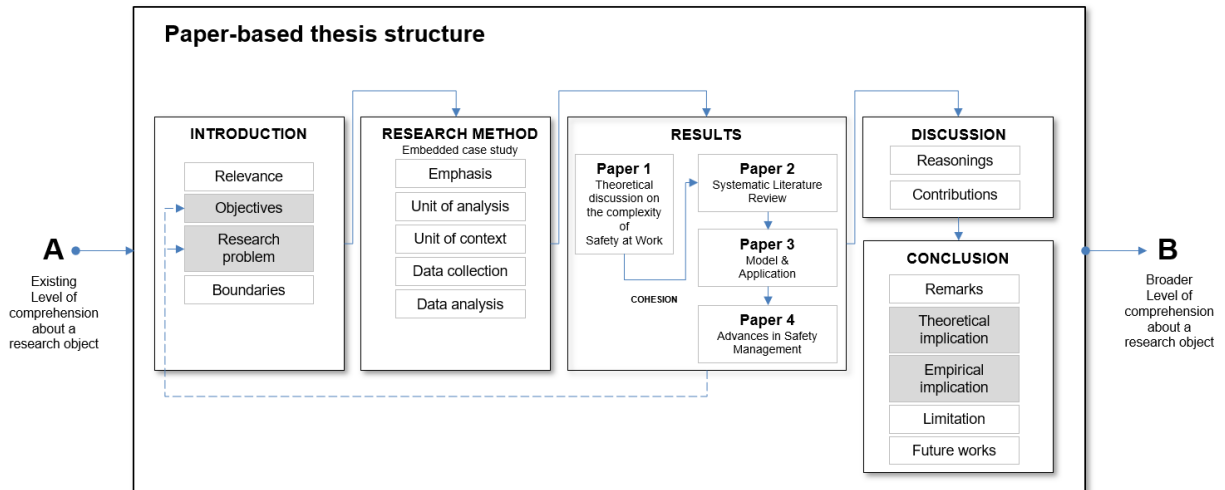 Paper-based thesis structure
A
Existing
Level of
comprehension
about a
research object
INTRODUCTION
Relevance
Objectives
Research
problem
Boundaries
RESEARCH METHOD
Embedded case study
Emphasis
Unit of analysis
Unit of context
Data collection
Data analysis
RESULTS
Paper 1
Theoretical
discussion on
the complexity
of
Safety at Work
COHESION
Paper 2
Systematic Literature
Review
Paper 3
Model &
Application
Paper 4
Advances in Safety
Management
DISCUSSION
Reasonings
Contributions
CONCLUSION
Remarks
Theoretical
implication
Empirical
implication
Limitation
Future works
B
Broader
Level of
comprehension
about a
research object